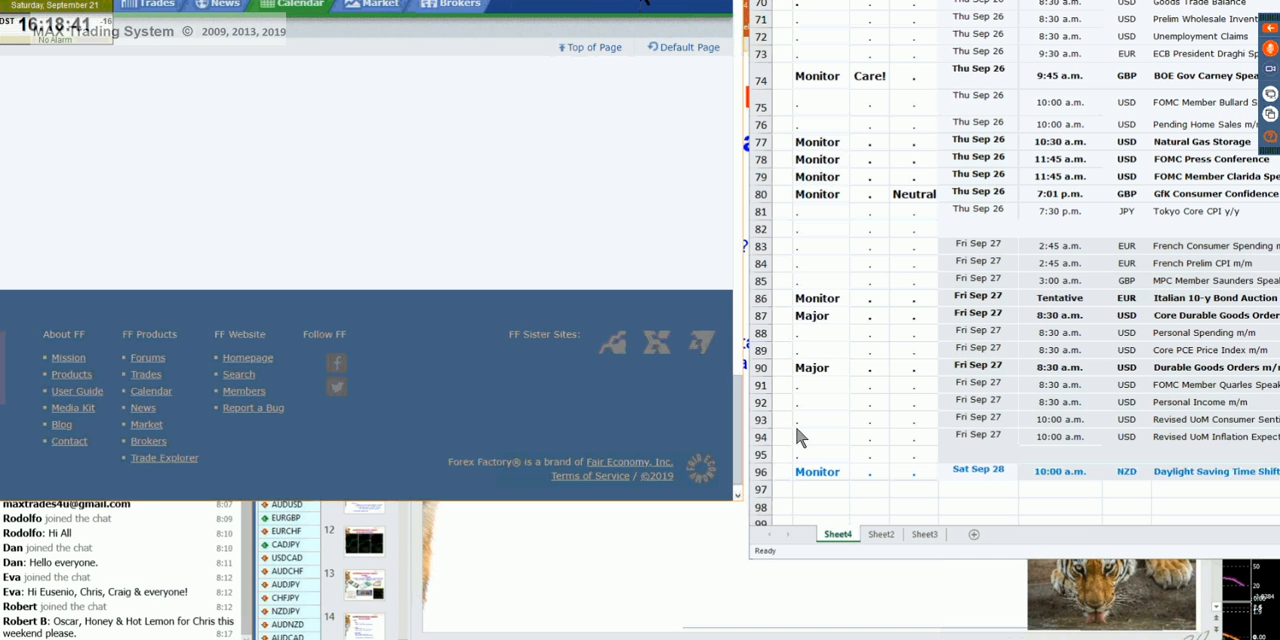 Trades
News
Calendar
Market
Brokers
DST
Saturday, September 21
16:18:41
-16
No Alarm
MAX Trading System © 2009, 2013, 2019
Top of Page
Default Page
About FF
Mission
Products
User Guide
Media Kit
Blog
Contact
FF Products
Forums
Trades
Calendar
News
Market
Brokers
Trade Explorer
FF Website
Homepage
Search
Members
Report a Bug
Follow FF
FF Sister Sites:
Forex Factory® is a brand of Fair Economy, Inc.
Terms of Service / ©2019
maxtrades4u@gmail.com 8:07
Rodolfo joined the chat 8:09
Rodolfo: Hi All 8:10
Dan joined the chat 8:10
Dan: Hello everyone. 8:11
Eva joined the chat 8:12
Eva: Hi Eusenio, Chris, Craig & everyone! 8:12
Robert joined the chat 8:12
Robert B: Oscar, Honey & Hot Lemon for Chris this
weekend please. 8:17
AUDUSD
EURGBP
EURCHF
CADJPY
USDCAD
AUDCHF
AUDJPY
CHFJPY
NZDJPY
AUDNZD
AUDCAD
12
13
14
70 . . 8:30 a.m. USD Goods Trade Balance
71 . . 8:30 a.m. USD Prelim Wholesale Invent
72 . . 8:30 a.m. USD Unemployment Claims
73 . . 9:30 a.m. EUR ECB President Draghi Sp
74 Monitor Care! . Thu Sep 26 9:45 a.m. GBP BOE Gov Carney Spea
75 . . . Thu Sep 26 10:00 a.m. USD FOMC Member Bullard S
76 . . . Thu Sep 26 10:00 a.m. USD Pending Home Sales m/
77 Monitor . . Thu Sep 26 10:30 a.m. USD Natural Gas Storage
78 Monitor . . Thu Sep 26 11:45 a.m. USD FOMC Press Conference
79 Monitor . . Thu Sep 26 11:45 a.m. USD FOMC Member Clarida Spe
80 Monitor . Neutral Thu Sep 26 7:01 p.m. GBP GfK Consumer Confidence
81 . . . Thu Sep 26 7:30 p.m. JPY Tokyo Core CPI y/y
82 . . .
83 . . . Fri Sep 27 2:45 a.m. EUR French Consumer Spending m
84 . . . Fri Sep 27 2:45 a.m. EUR French Prelim CPI m/m
85 . . . Fri Sep 27 3:00 a.m. GBP MPC Member Saunders Speak
86 Monitor . . Fri Sep 27 Tentative EUR Italian 10-y Bond Auction
87 Major . . Fri Sep 27 8:30 a.m. USD Core Durable Goods Order
88 . . . Fri Sep 27 8:30 a.m. USD Personal Spending m/m
89 . . . Fri Sep 27 8:30 a.m. USD Core PCE Price Index m/m
90 Major . . Fri Sep 27 8:30 a.m. USD Durable Goods Orders m/
91 . . . Fri Sep 27 8:30 a.m. USD FOMC Member Quarles Speak
92 . . . Fri Sep 27 8:30 a.m. USD Personal Income m/m
93 . . . Fri Sep 27 10:00 a.m. USD Revised UoM Consumer Senti
94 . . Fri Sep 27 10:00 a.m. USD Revised UoM Inflation Expect
95 . . .
96 Monitor . . Sat Sep 28 10:00 a.m. NZD Daylight Saving Time Shift
97
98
99
Sheet4 Sheet2 Sheet3
Ready
50